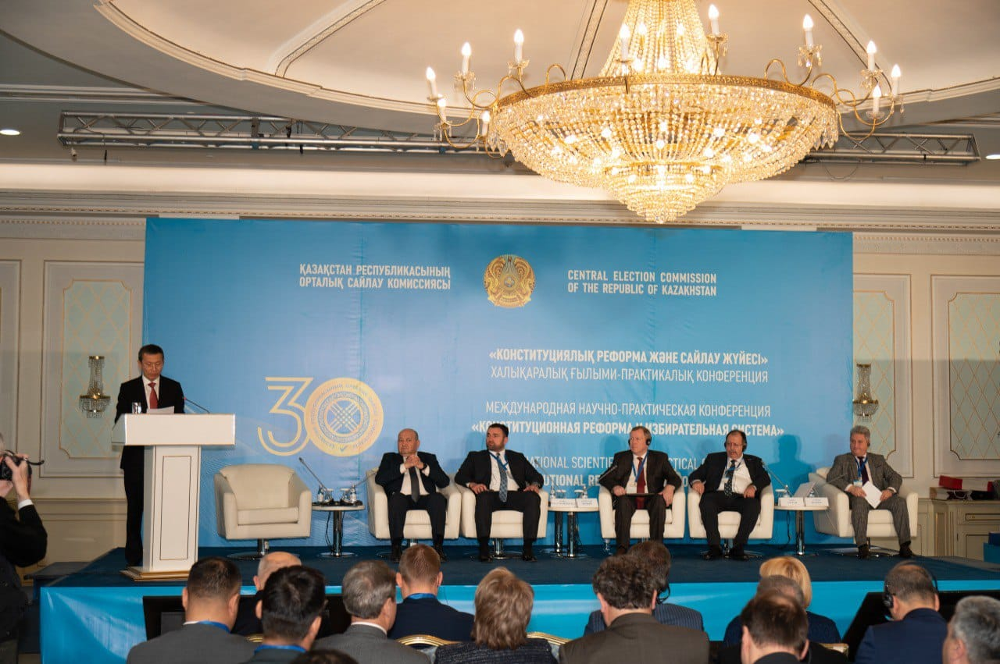 ҚАЗАҚСТАН РЕСПУБЛИКАСЫНЫҢ
ОРТАЛЫҚ САЙЛАУ КОМИССИЯСЫ
CENTRAL ELECTION COMMISSION
OF THE REPUBLIC OF KAZAKHSTAN
«КОНСТИТУЦИЯЛЫҚ РЕФОРМА ЖӘНЕ САЙЛАУ ЖҮЙЕСІ»
ХАЛЫҚАРАЛЫҚ ҒЫЛЫМИ-ПРАКТИКАЛЫҚ КОНФЕРЕНЦИЯ
30
МЕЖДУНАРОДНАЯ НАУЧНО-ПРАКТИЧЕСКАЯ КОНФЕРЕНЦИЯ
«КОНСТИТУЦИОННАЯ РЕФОРМА И ИЗБИРАТЕЛЬНАЯ СИСТЕМА»